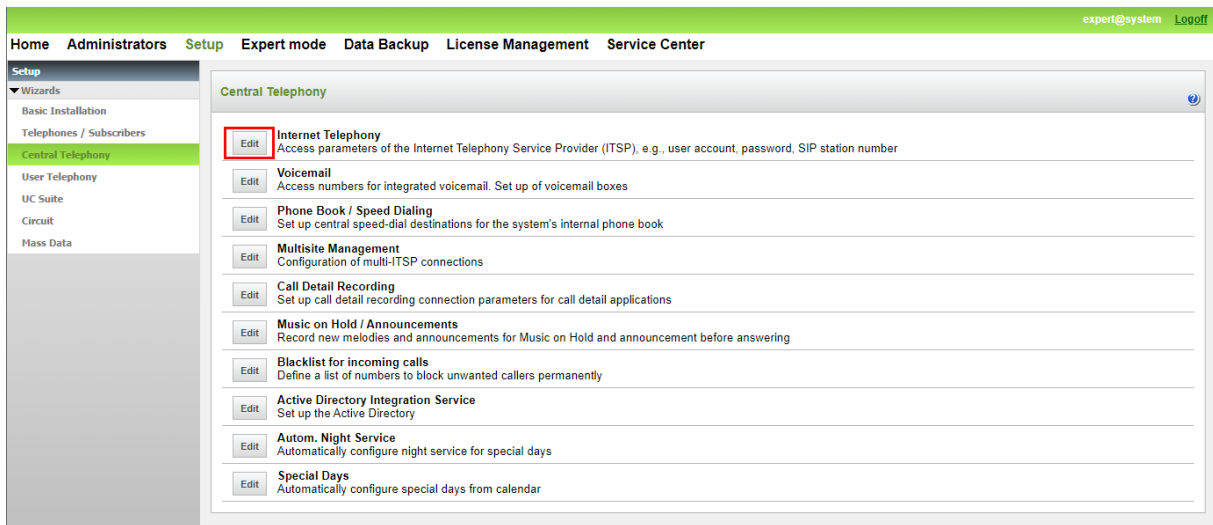 expert@system Logoff
Home Administrators Setup Expert mode Data Backup License Management Service Center
Setup
Wizards
Basic Installation
Telephones / Subscribers
Central Telephony
User Telephony
UC Suite
Circuit
Mass Data
Central Telephony
?
Edit
Internet Telephony
Access parameters of the Internet Telephony Service Provider (ITSP), e.g., user account, password, SIP station number
Edit
Voicemail
Access numbers for integrated voicemail. Set up of voicemail boxes
Edit
Phone Book / Speed Dialing
Set up central speed-dial destinations for the system's internal phone book
Edit
Multisite Management
Configuration of multi-ITSP connections
Edit
Call Detail Recording
Set up call detail recording connection parameters for call detail applications
Edit
Music on Hold / Announcements
Record new melodies and announcements for Music on Hold and announcement before answering
Edit
Blacklist for incoming calls
Define a list of numbers to block unwanted callers permanently
Edit
Active Directory Integration Service
Set up the Active Directory
Edit
Autom. Night Service
Automatically configure night service for special days
Edit
Special Days
Automatically configure special days from calendar